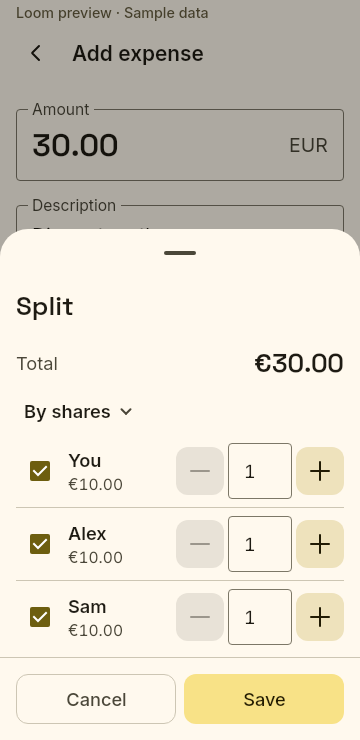 Loom preview · Sample data
Add expense
Amount
30.00 EUR
Description
Split
Total €30.00
By shares
You
€10.00
1
Alex
€10.00
1
Sam
€10.00
1
Cancel Save